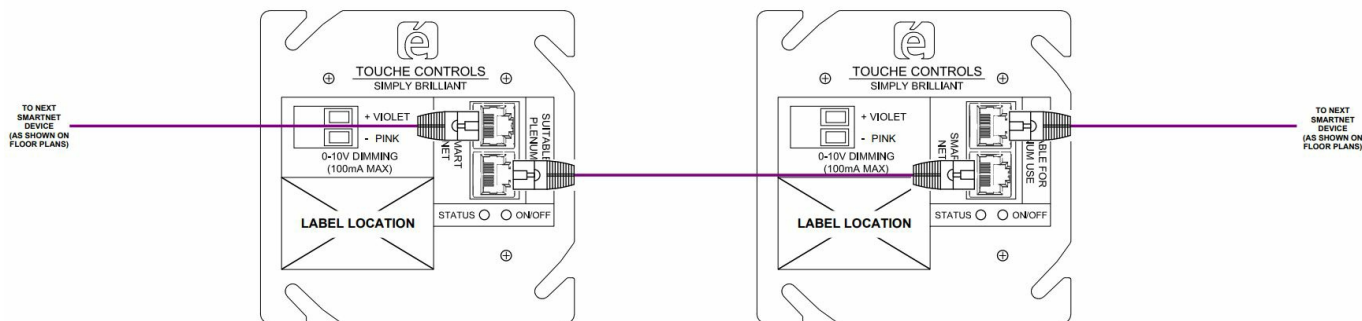 TO NEXT
SMARTNET
DEVICE
(AS SHOWN ON
FLOOR PLANS)
é
TOUCHE CONTROLS
SIMPLY BRILLIANT
+ VIOLET
- PINK
0-10V DIMMING
(100mA MAX)
SMART
NET
SUITABLE
PLENUM
LABEL LOCATION
STATUS ON/OFF
é
TOUCHE CONTROLS
SIMPLY BRILLIANT
+ VIOLET
- PINK
0-10V DIMMING
(100mA MAX)
SMAR
NET
ABLE FOR
NUM USE
LABEL LOCATION
STATUS ON/OFF
TO NEXT
SMARTNET
DEVICE
(AS SHOWN ON
FLOOR PLANS)